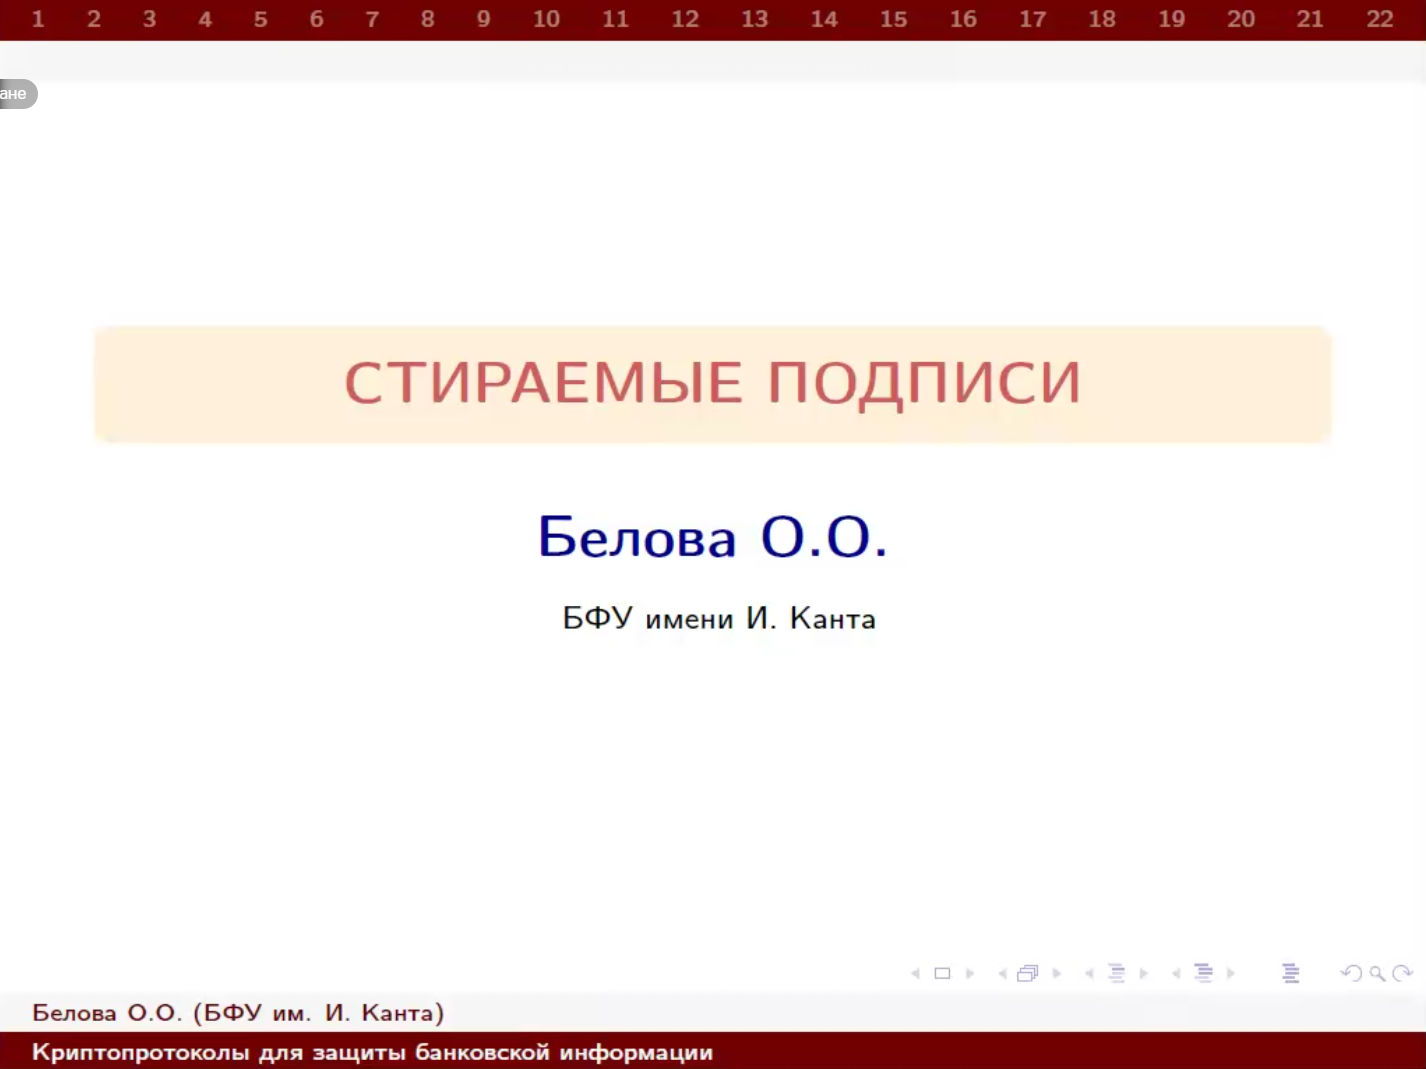 1 2 3 4 5 6 7 8 9 10 11 12 13 14 15 16 17 18 19 20 21 22
ане
СТИРАЕМЫЕ ПОДПИСИ
Белова О.О.
БФУ имени И. Канта
Белова О.О. (БФУ им. И. Канта)
Криптопротоколы для защиты банковской информации